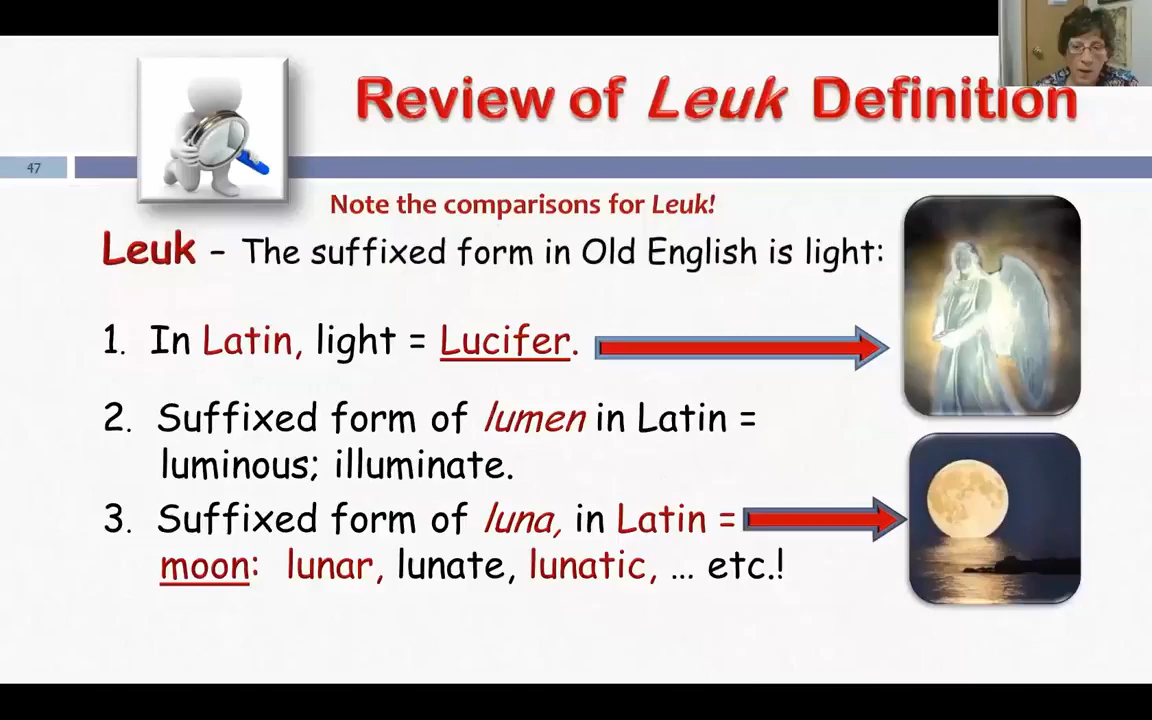 Review of Leuk Definition
47
Note the comparisons for Leuk!
Leuk – The suffixed form in Old English is light:
1. In Latin, light = Lucifer.
2. Suffixed form of lumen in Latin =
luminous; illuminate.
3. Suffixed form of luna, in Latin =
moon: lunar, lunate, lunatic, ... etc.!